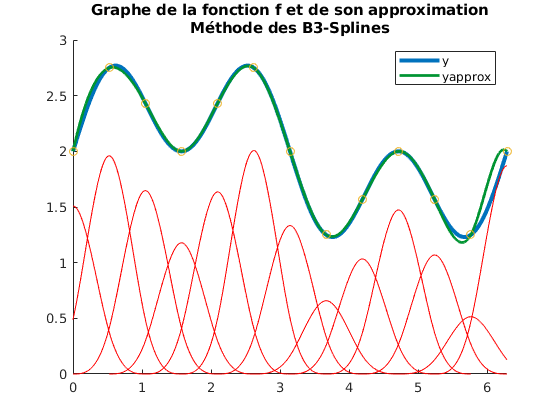 Graphe de la fonction f et de son approximation
Méthode des B3-Splines
y
yapprox
3
2.5
2
1.5
1
0.5
0
0 1 2 3 4 5 6